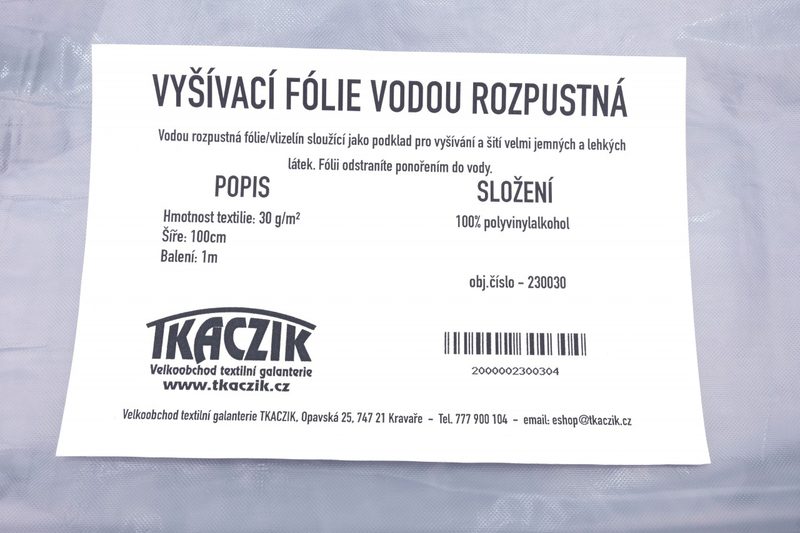 VYŠÍVACÍ FÓLIE VODOU ROZPUSTNÁ
Vodou rozpustná fólie/vlizelín sloužící jako podklad pro vyšívání a šití velmi jemných a lehkých
látek. Fólii odstraníte ponořením do vody.
POPIS
Hmotnost textilie: 30 g/m²
Šíře: 100cm
Balení: 1m
SLOŽENÍ
100% polyvinylalkohol
obj.číslo - 230030
TKACZIK
Velkoobchod textilní galanterie
www.tkaczik.cz
2000002300304
Velkoobchod textilní galanterie TKACZIK, Opavská 25, 747 21 Kravaře - Tel. 777 900 104 - email: eshop@tkaczik.cz